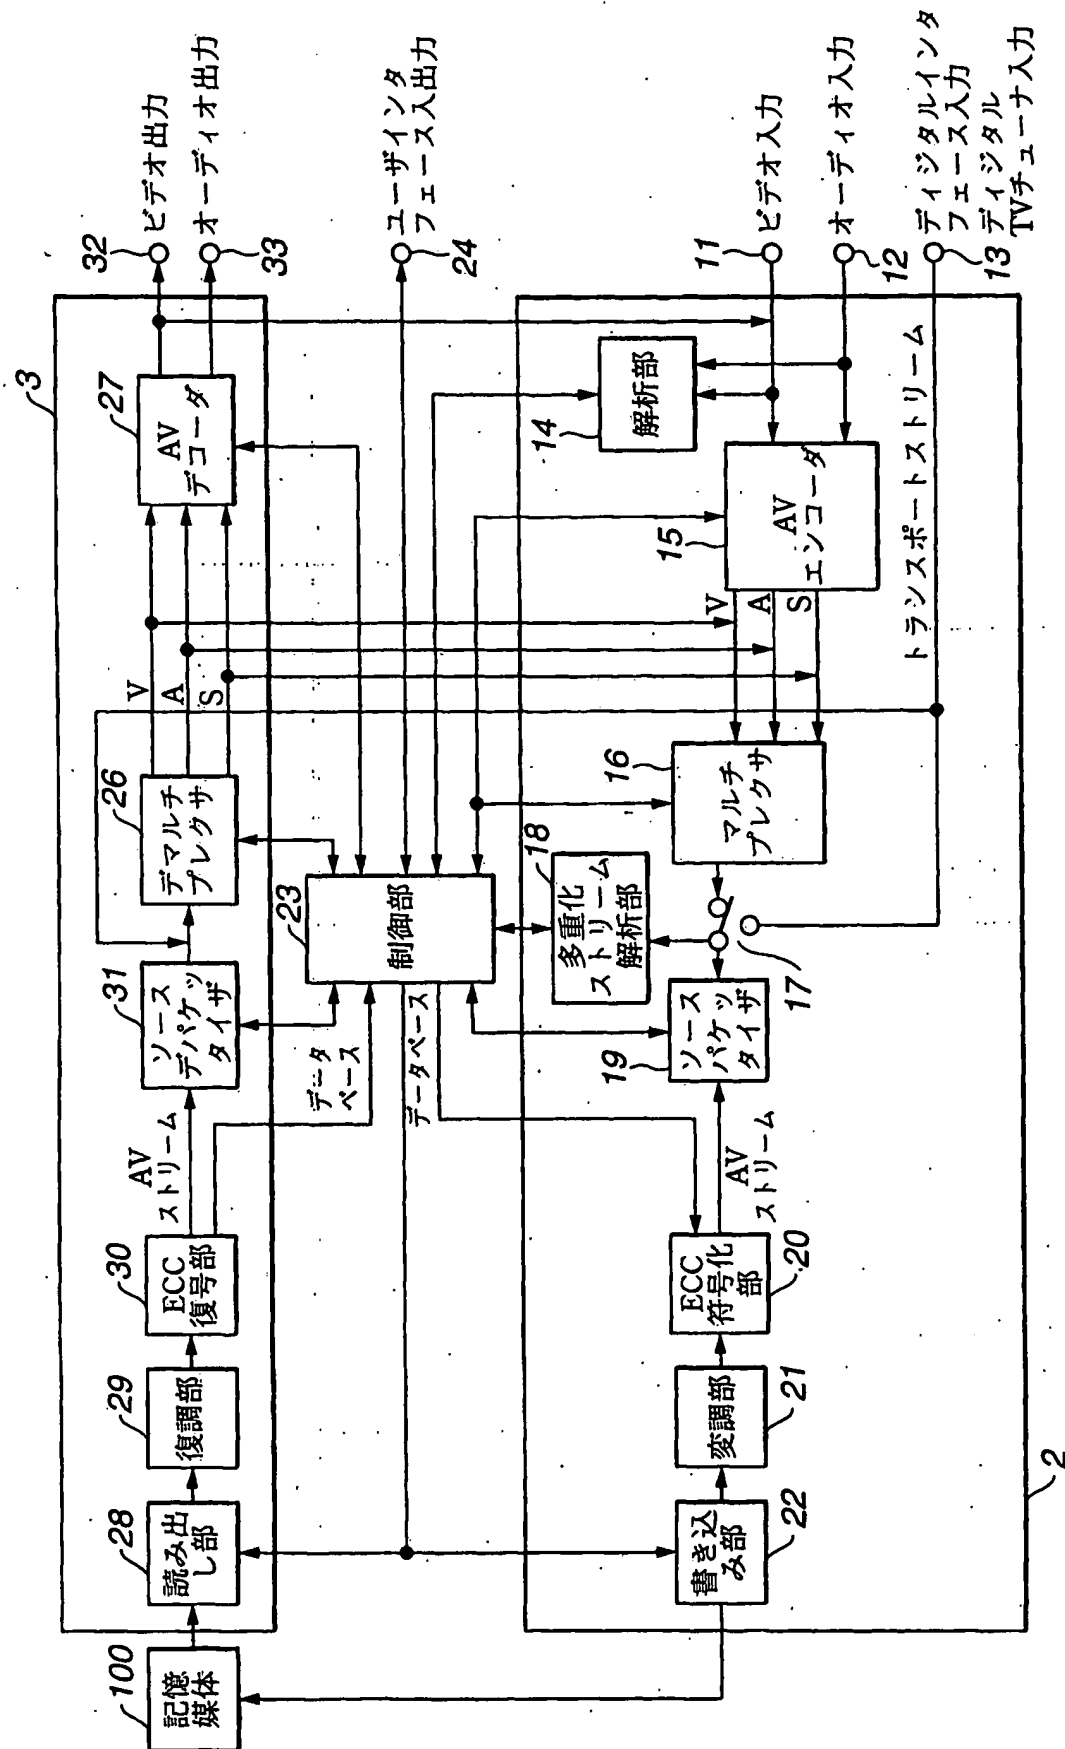 3
32
ビデオ出力
33
オーディオ出力
27
AV
デコーダ
V
A
S
26
デマルチ
プレクサ
31
ソース
デパケッ
タイザ
AV
ストリーム
30
ECC
復号部
29
復調部
28
読み出
し部
100
記憶
媒体
24
ユーザインタ
フェース入出力
23
制御部
データ
ベース
データベース
11
ビデオ入力
12
オーディオ入力
13
ディジタルインタ
フェース入力
ディジタル
TVチューナ入力
14
解析部
15
AV
エンコーダ
V
A
S
トランスポートストリーム
16
マルチ
プレクサ
18
多重化
ストリーム
解析部
17
19
ソース
パケッ
タイザ
AV
ストリーム
20
ECC
符号化
部
21
変調部
22
書き込
み部
2